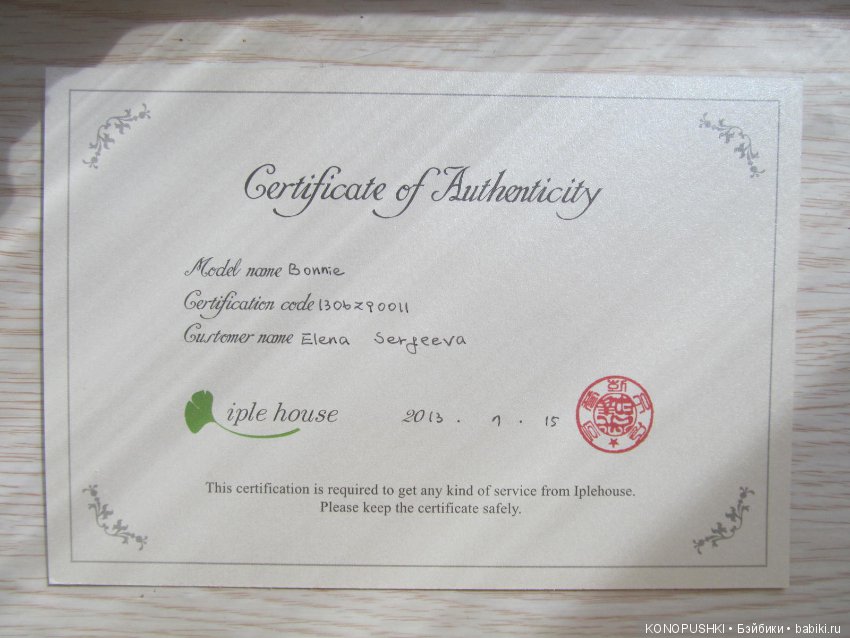 Certificate of Authenticity
Model name Bonnie
Certification code 1306Z90011
Customer name Elena Sergeeva
iple house 2013 . 7 . 15
This certification is required to get any kind of service from Iplehouse.
Please keep the certificate safely.
KONOPUSHKI • Бэйбики • babiki.ru